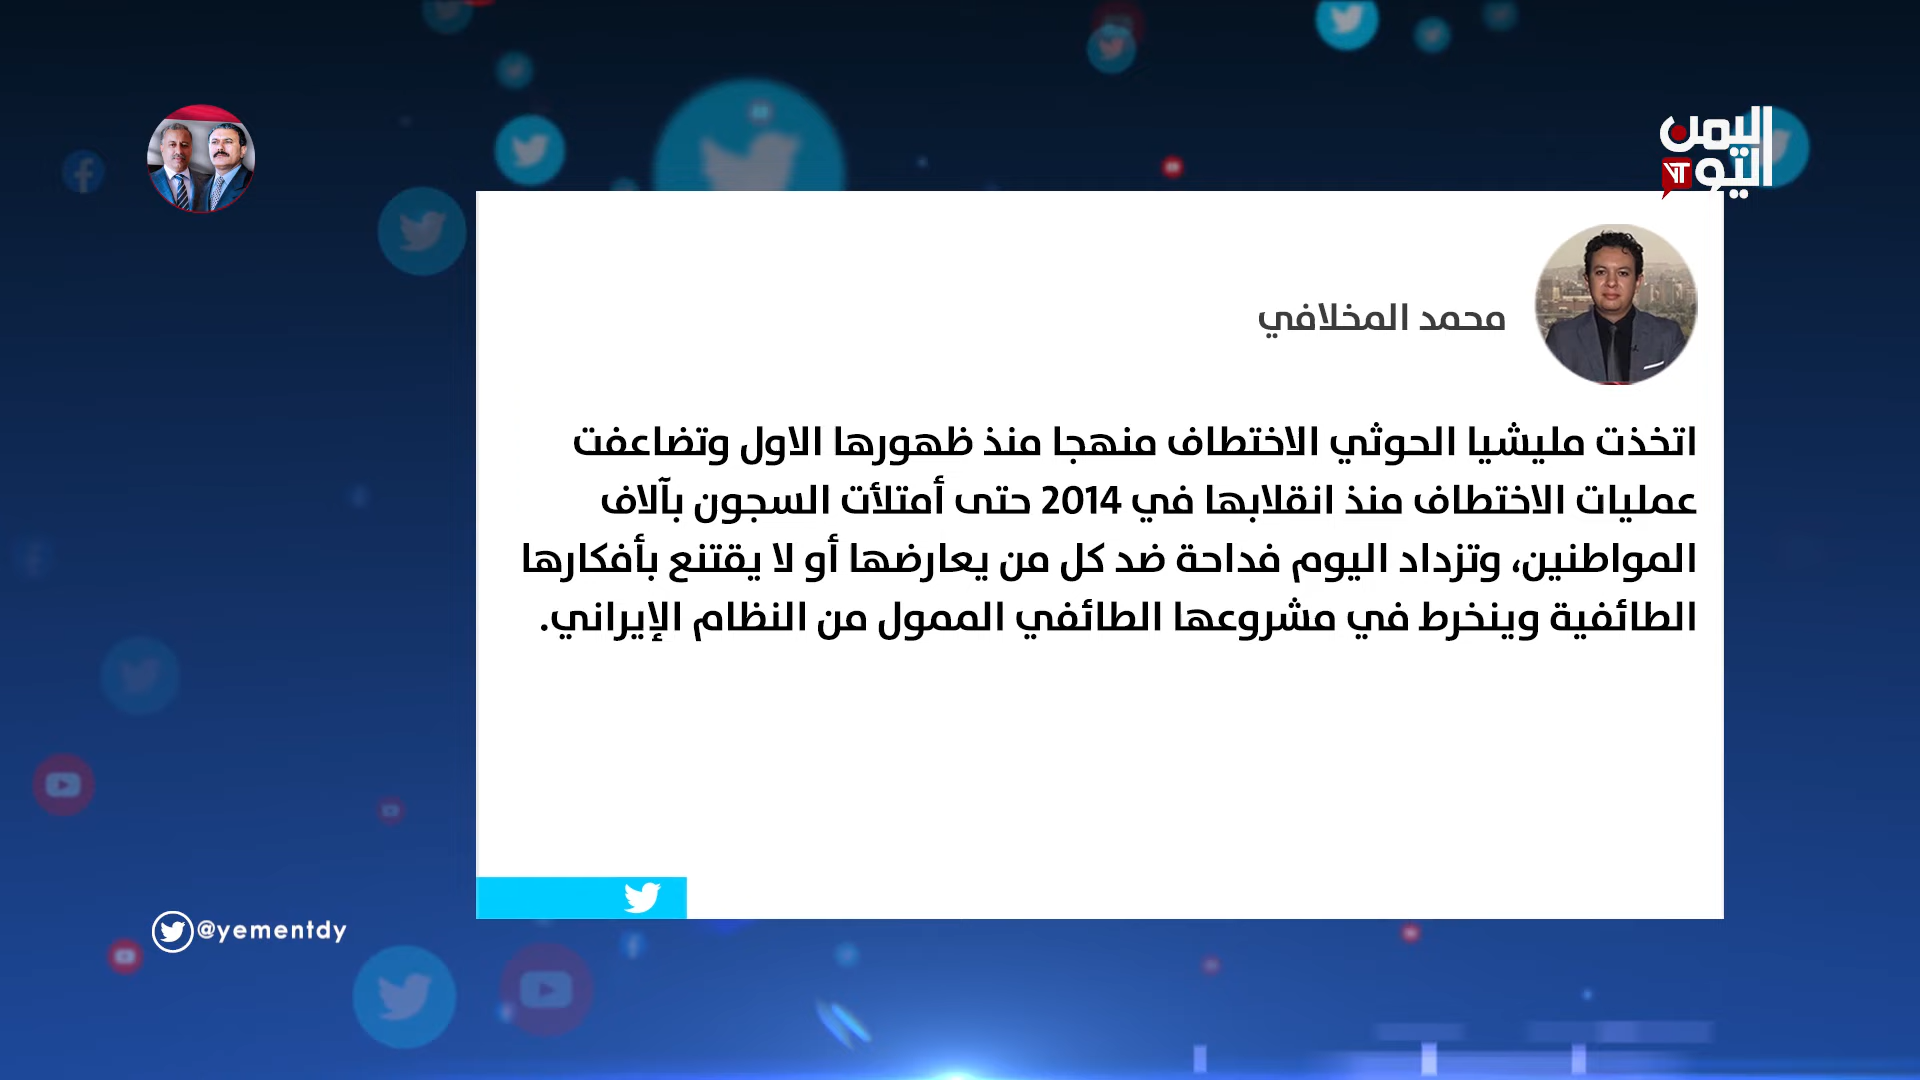 اليمن
اليوم
YT
محمد المخلافي
اتخذت مليشيا الحوثي الاختطاف منهجا منذ ظهورها الاول وتضاعفت
عمليات الاختطاف منذ انقلابها في 2014 حتى أمتلأت السجون بآلاف
المواطنين، وتزداد اليوم فداحة ضد كل من يعارضها أو لا يقتنع بأفكارها
الطائفية وينخرط في مشروعها الطائفي الممول من النظام الإيراني.
@yementdy